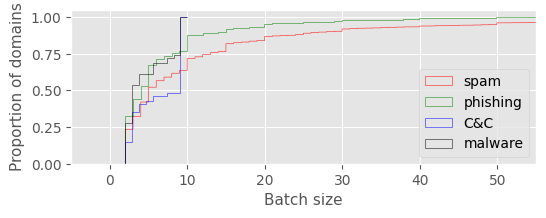 1.00
0.75
0.50
0.25
0.00
Proportion of domains
0 10 20 30 40 50
Batch size
spam
phishing
C&C
malware